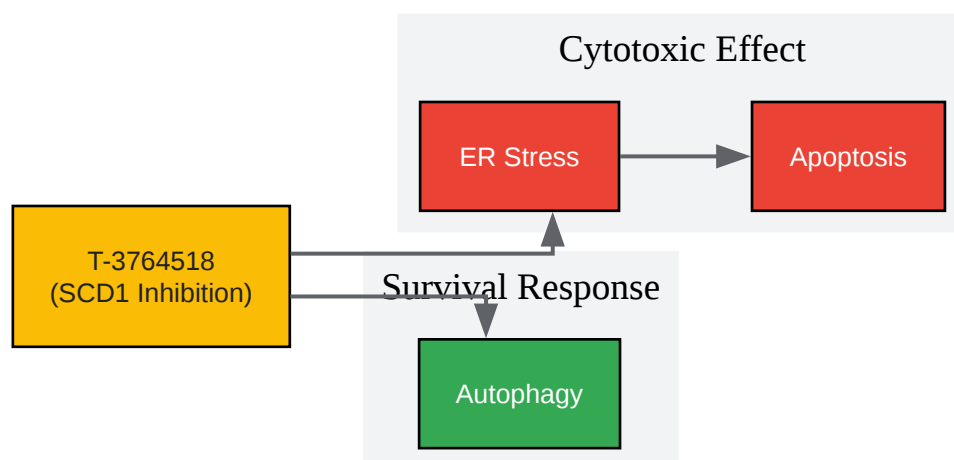 Cytotoxic Effect
ER Stress
Apoptosis
T-3764518
(SCD1 Inhibition)
Survival Response
Autophagy